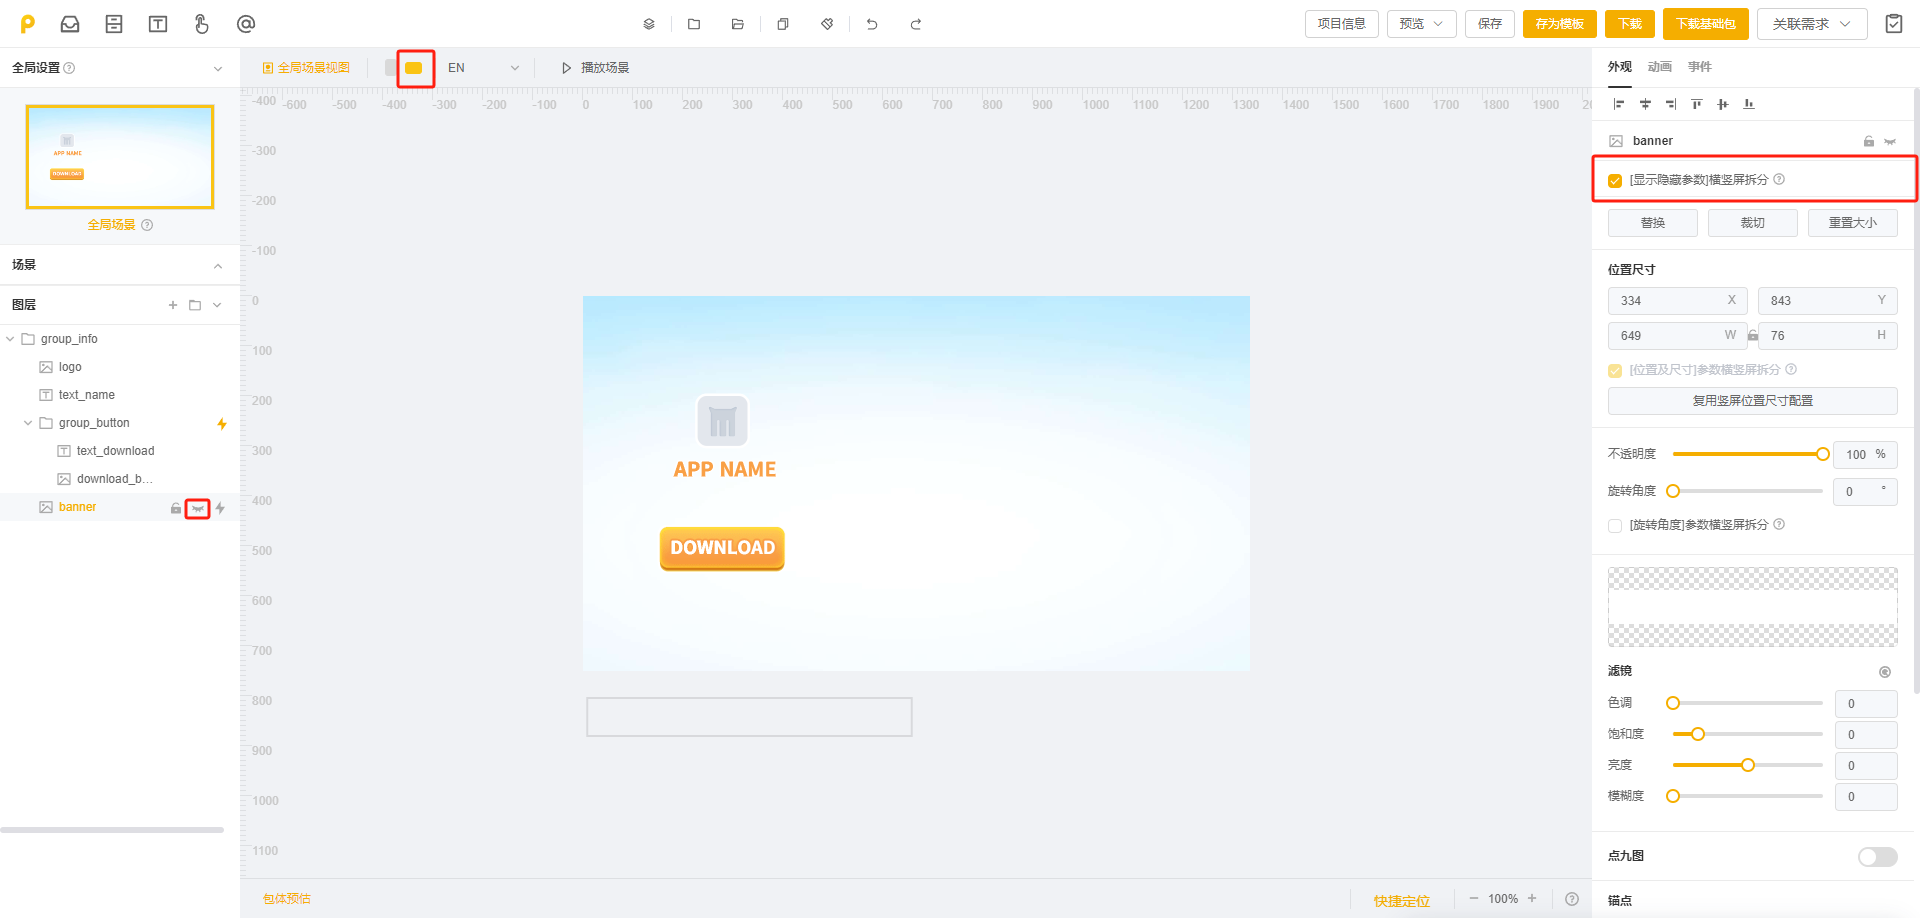 项目信息
预览
保存
存为模板
下载
下载基础包
关联需求
全局设置
全局场景视图
EN
播放场景
外观
动画
事件
-600
-500
-400
-300
-200
-100
0
100
200
300
400
500
600
700
800
900
1000
1100
1200
1300
1400
1500
1600
1700
1800
1900
-400
-300
-200
-100
0
100
200
300
400
500
600
700
800
900
1000
1100
APP NAME
DOWNLOAD
全局场景
场景
图层
group_info
logo
text_name
group_button
text_download
download_b...
banner
APP NAME
DOWNLOAD
包体预估
快捷定位
100%
banner
[显示隐藏参数]横竖屏拆分
替换
裁切
重置大小
位置尺寸
334 X
843 Y
649 W
76 H
[位置及尺寸]参数横竖屏拆分
复用竖屏位置尺寸配置
不透明度
100 %
旋转角度
0 °
[旋转角度]参数横竖屏拆分
滤镜
色调
0
饱和度
0
亮度
0
模糊度
0
点九图
锚点